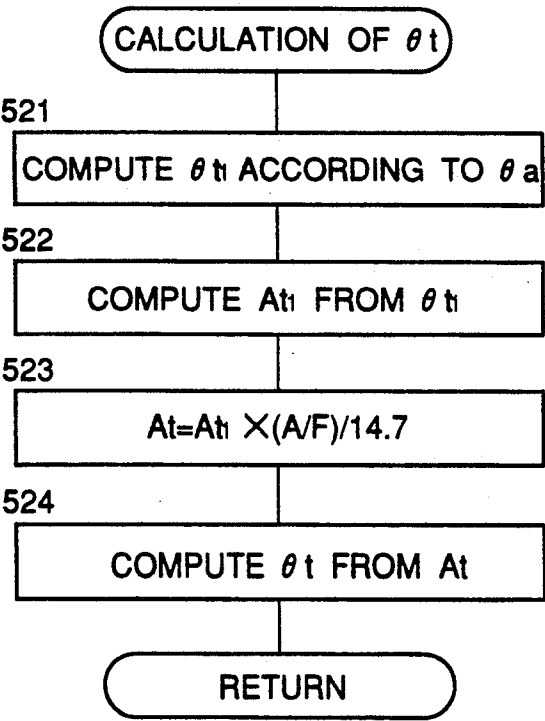 CALCULATION OF θt
521
COMPUTE θt1 ACCORDING TO θa
522
COMPUTE At1 FROM θt1
523
At=At1 ×(A/F)/14.7
524
COMPUTE θt FROM At
RETURN